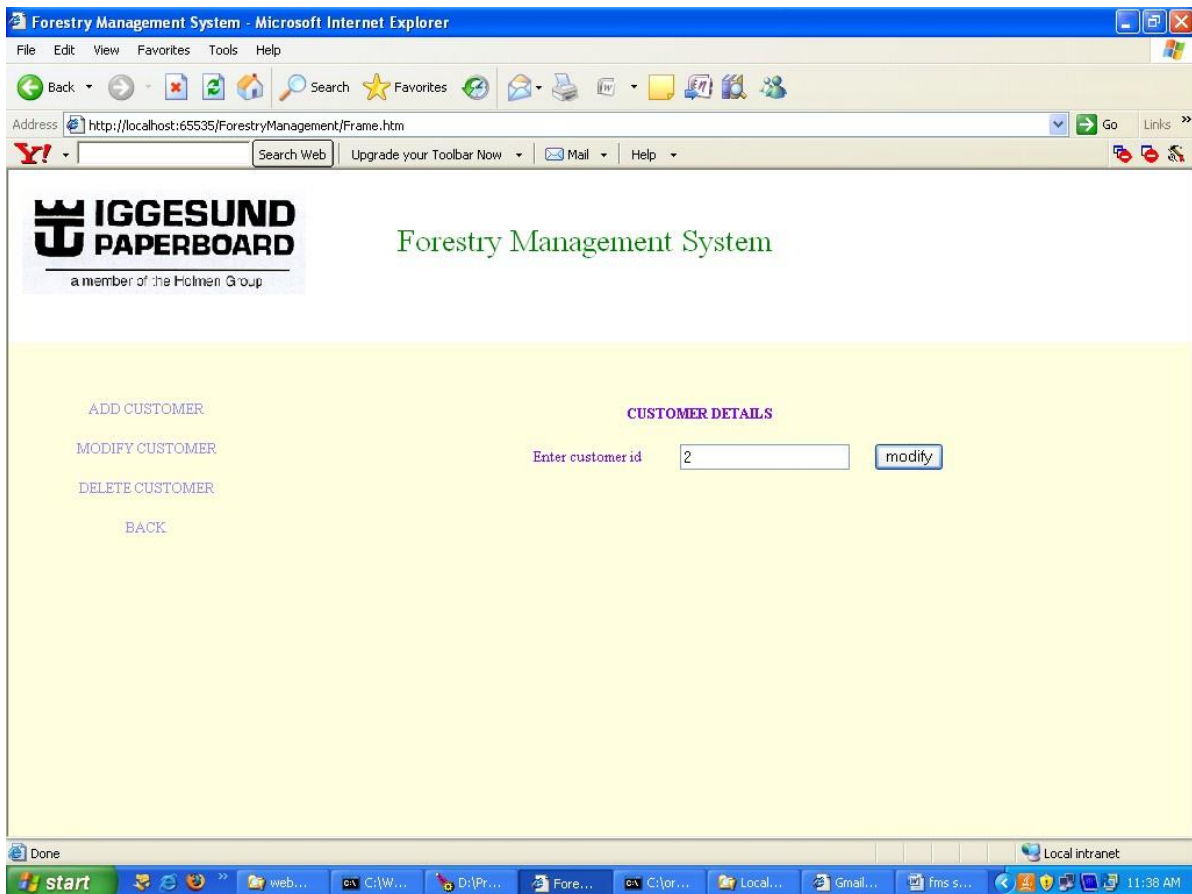 Forestry Management System - Microsoft Internet Explorer
File Edit View Favorites Tools Help
Back Search Favorites
Address http://localhost:65535/ForestryManagement/Frame.htm Go Links »
Y! Search Web Upgrade your Toolbar Now Mail Help
IGGESUND
PAPERBOARD
a member of the Holmen Group
Forestry Management System
ADD CUSTOMER
MODIFY CUSTOMER
DELETE CUSTOMER
BACK
CUSTOMER DETAILS
Enter customer id 2 modify
Done Local intranet
start » web... C:\W... D:\Pr... Fore... C:\or... Local... Gmail... fms s... 11:38 AM